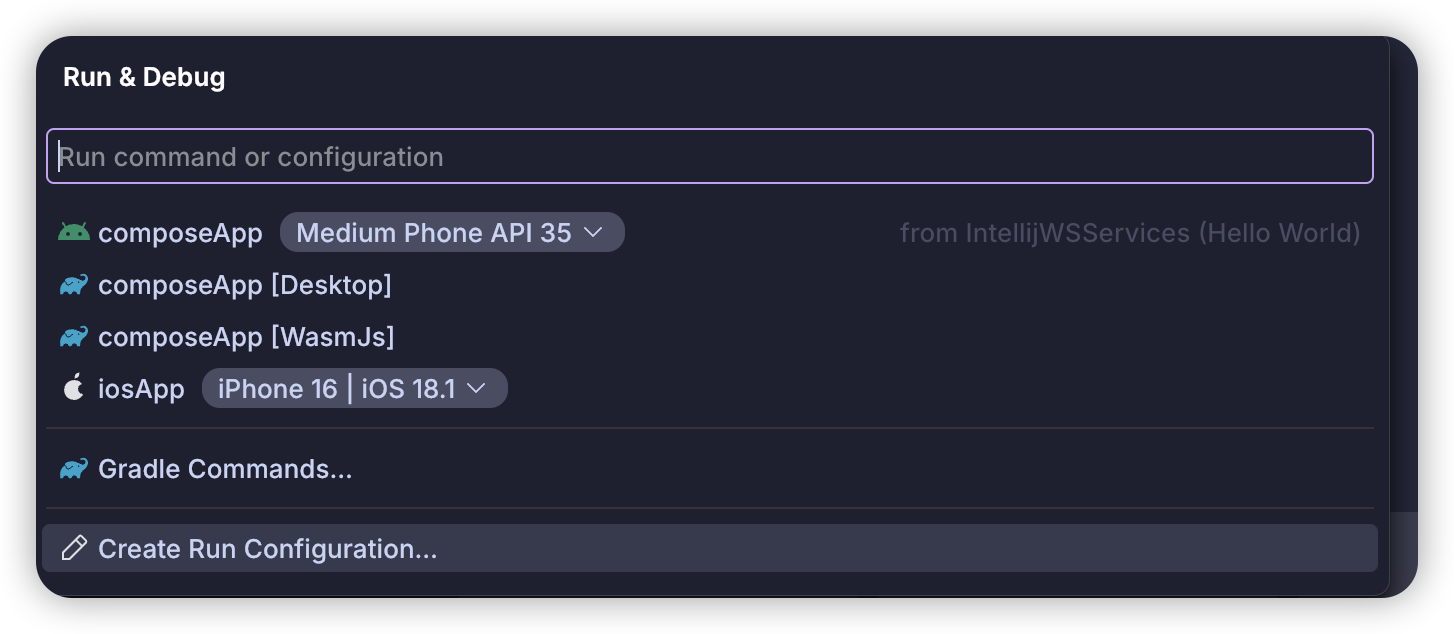 Run & Debug
Run command or configuration
composeApp Medium Phone API 35 from IntellijWSServices (Hello World)
composeApp [Desktop]
composeApp [WasmJs]
iosApp iPhone 16 | iOS 18.1
Gradle Commands...
Create Run Configuration...